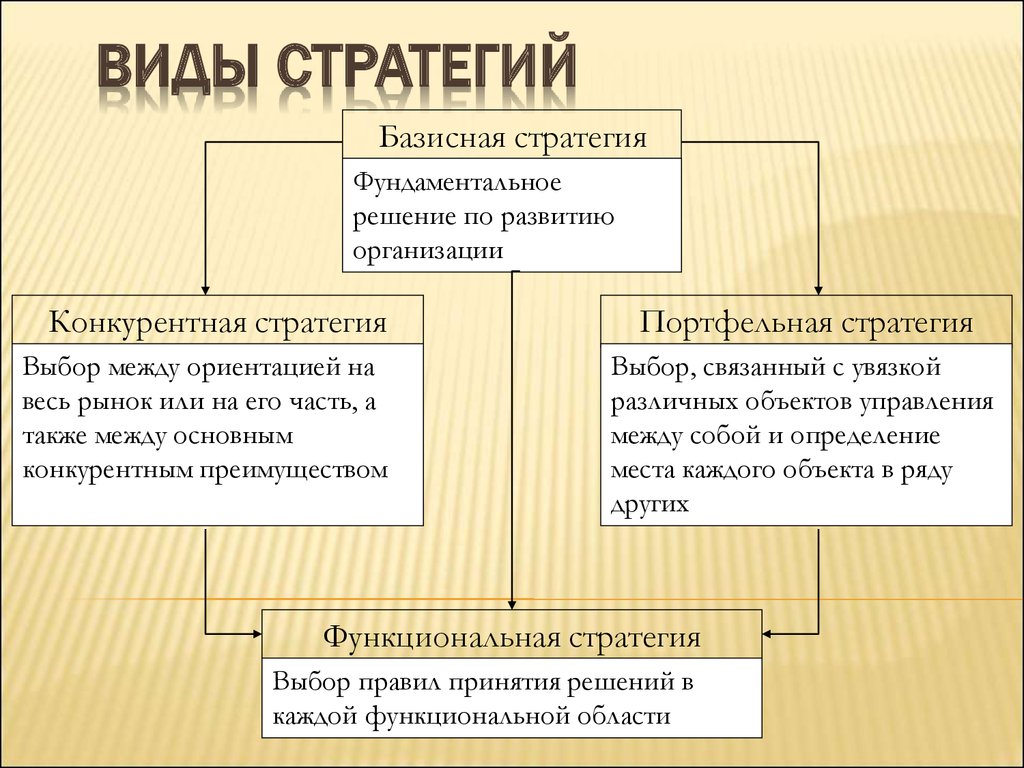 ВИДЫ СТРАТЕГИЙ
Базисная стратегия
Фундаментальное
решение по развитию
организации
Конкурентная стратегия
Выбор между ориентацией на
весь рынок или на его часть, а
также между основным
конкурентным преимуществом
Портфельная стратегия
Выбор, связанный с увязкой
различных объектов управления
между собой и определение
места каждого объекта в ряду
других
Функциональная стратегия
Выбор правил принятия решений в
каждой функциональной области